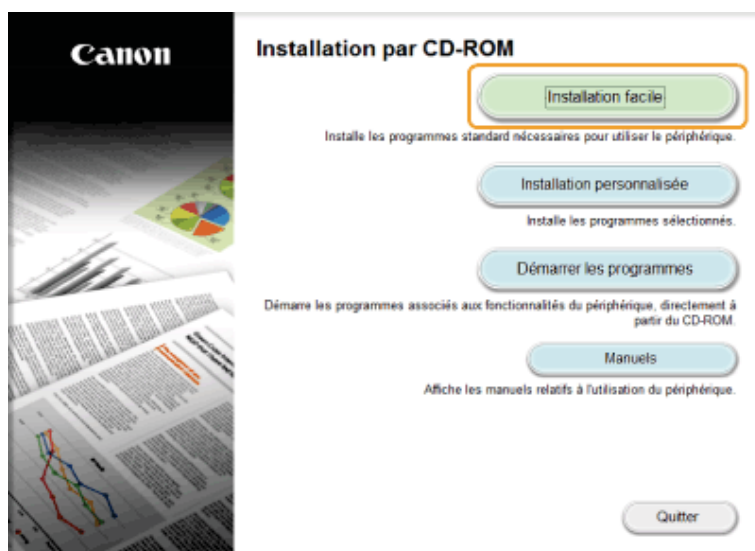 Canon
Installation par CD-ROM
Installation facile
Installe les programmes standard nécessaires pour utiliser le périphérique.
Installation personnalisée
Installe les programmes sélectionnés.
Démarrer les programmes
Démarre les programmes associés aux fonctionnalités du périphérique, directement à
partir du CD-ROM.
Manuels
Affiche les manuels relatifs à l'utilisation du périphérique.
Quitter